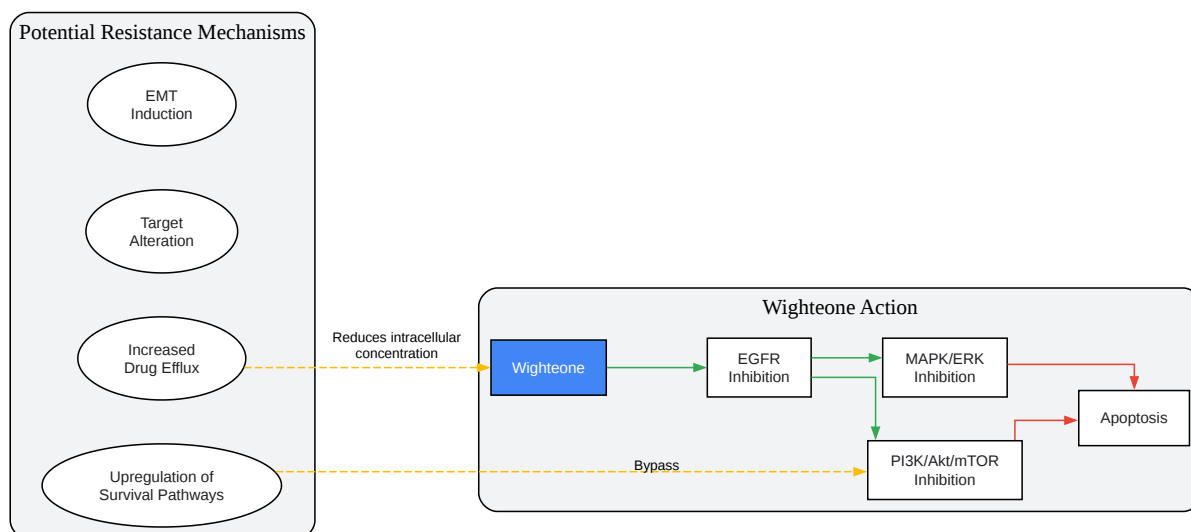 Potential Resistance Mechanisms
EMT
Induction
Target
Alteration
Increased
Drug Efflux
Upregulation of
Survival Pathways
Reduces intracellular
concentration
Bypass
Wighteone Action
Wighteone
EGFR
Inhibition
MAPK/ERK
Inhibition
PI3K/Akt/mTOR
Inhibition
Apoptosis